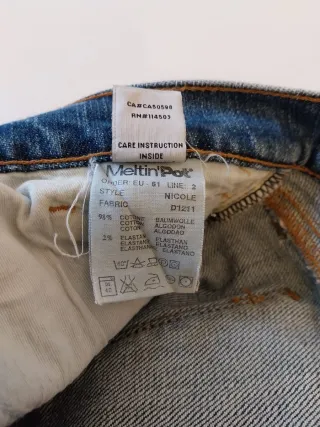 CA#CA50598
RN#114503
CARE INSTRUCTION
INSIDE
Meltin'Pot
ORDER EU - 61 LINE: 2
STYLE NICOLE
FABRIC D1211
98% COTONE BAUMWOLLE
COTTON ALGODON
COTON ALGODAO
2% ELASTAN ELASTHAN
ELASTANE ELASTANO
ELASTANE ELASTANO